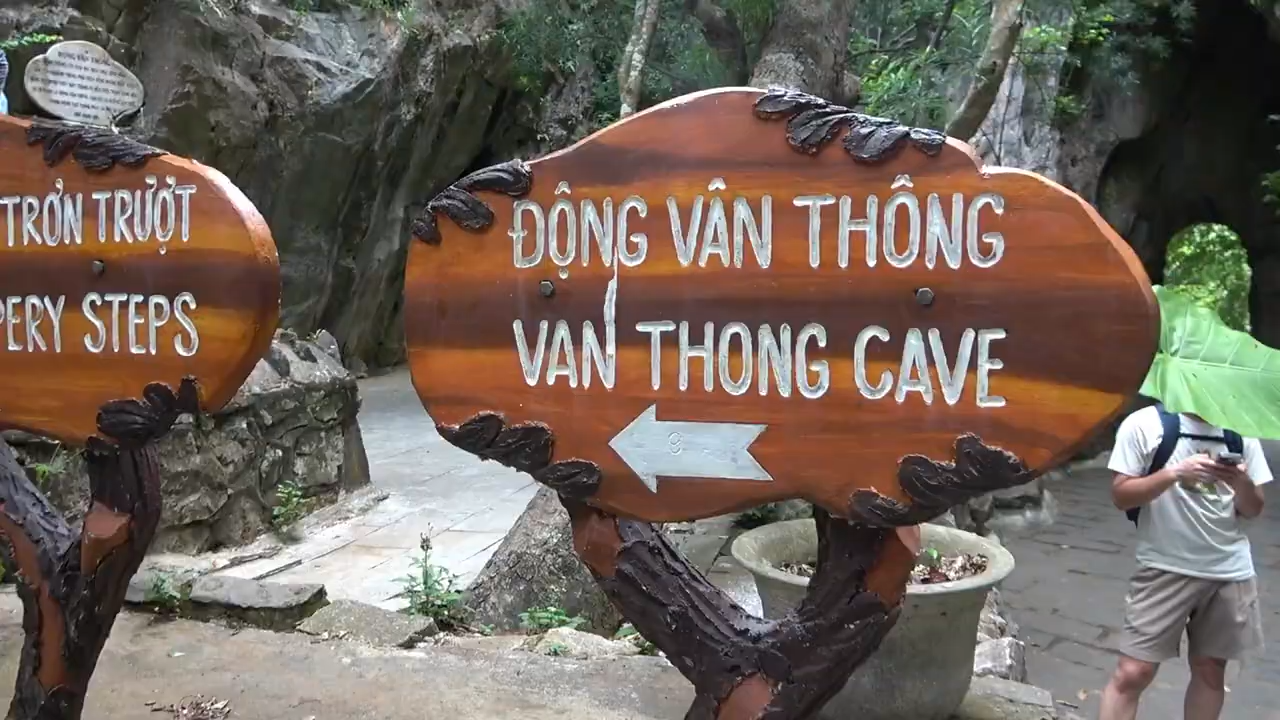 TRƠN TRƯỢT
PERY STEPS
ĐỘNG VÂN THÔNG
VAN THONG CAVE